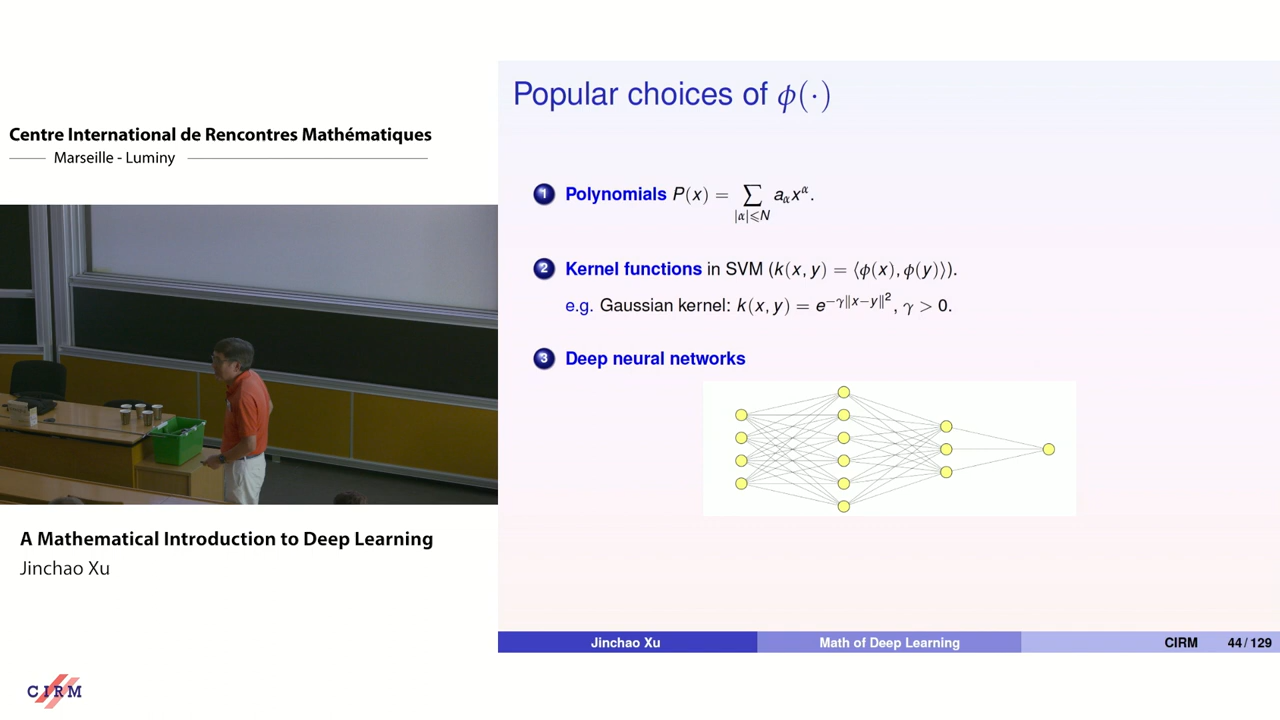 Centre International de Rencontres Mathématiques
Marseille - Luminy
A Mathematical Introduction to Deep Learning
Jinchao Xu
CIRM
Popular choices of ϕ(·)
1 Polynomials P(x) = ∑_{|α|⩽N} a_α x^α.
2 Kernel functions in SVM (k(x, y) = ⟨ϕ(x), ϕ(y)⟩).
e.g. Gaussian kernel: k(x, y) = e^{−γ‖x−y‖²}, γ > 0.
3 Deep neural networks
Jinchao Xu Math of Deep Learning CIRM 44 / 129